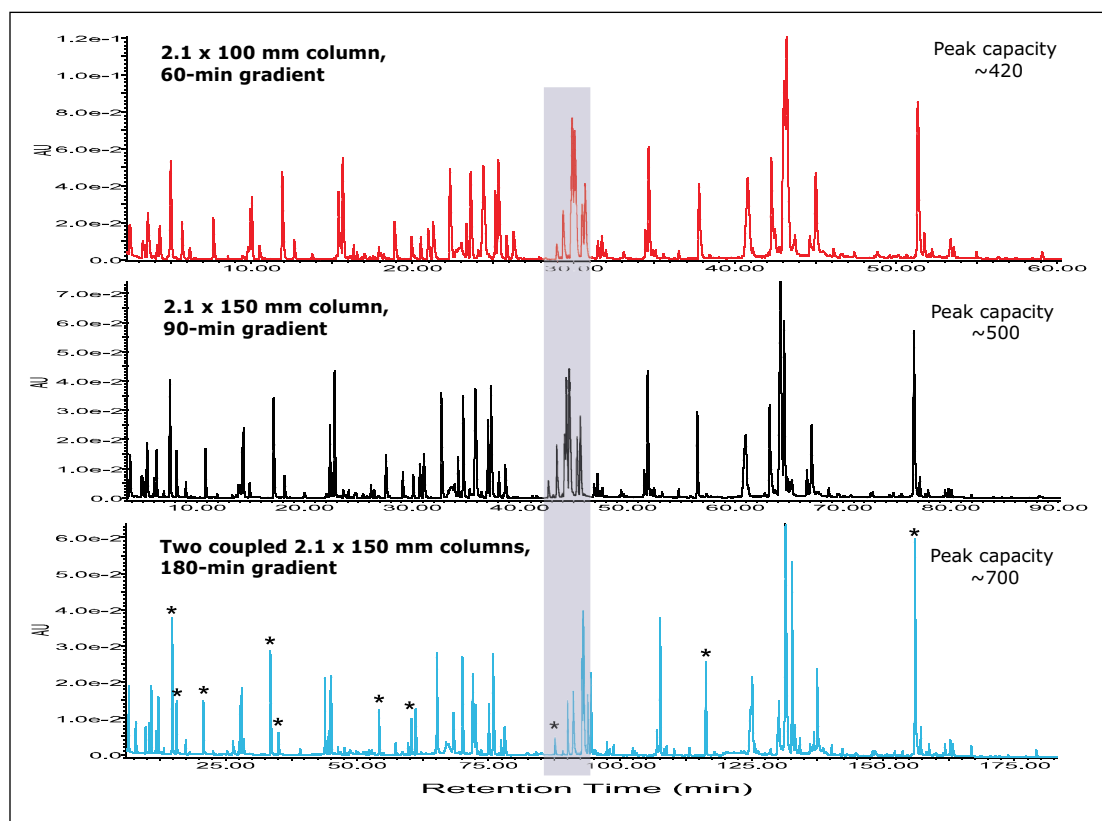 2.1 x 100 mm column,
60-min gradient
Peak capacity
~420
1.2e-1
1.0e-1
8.0e-2
6.0e-2
4.0e-2
2.0e-2
0.0
AU
10.00 20.00 30.00 40.00 50.00 60.00
2.1 x 150 mm column,
90-min gradient
Peak capacity
~500
7.0e-2
6.0e-2
5.0e-2
4.0e-2
3.0e-2
2.0e-2
1.0e-2
0.0
AU
10.00 20.00 30.00 40.00 50.00 60.00 70.00 80.00 90.00
Two coupled 2.1 x 150 mm columns,
180-min gradient
Peak capacity
~700
6.0e-2
5.0e-2
4.0e-2
3.0e-2
2.0e-2
1.0e-2
0.0
AU
* * * * * * * * * *
25.00 50.00 75.00 100.00 125.00 150.00 175.00
Retention Time (min)